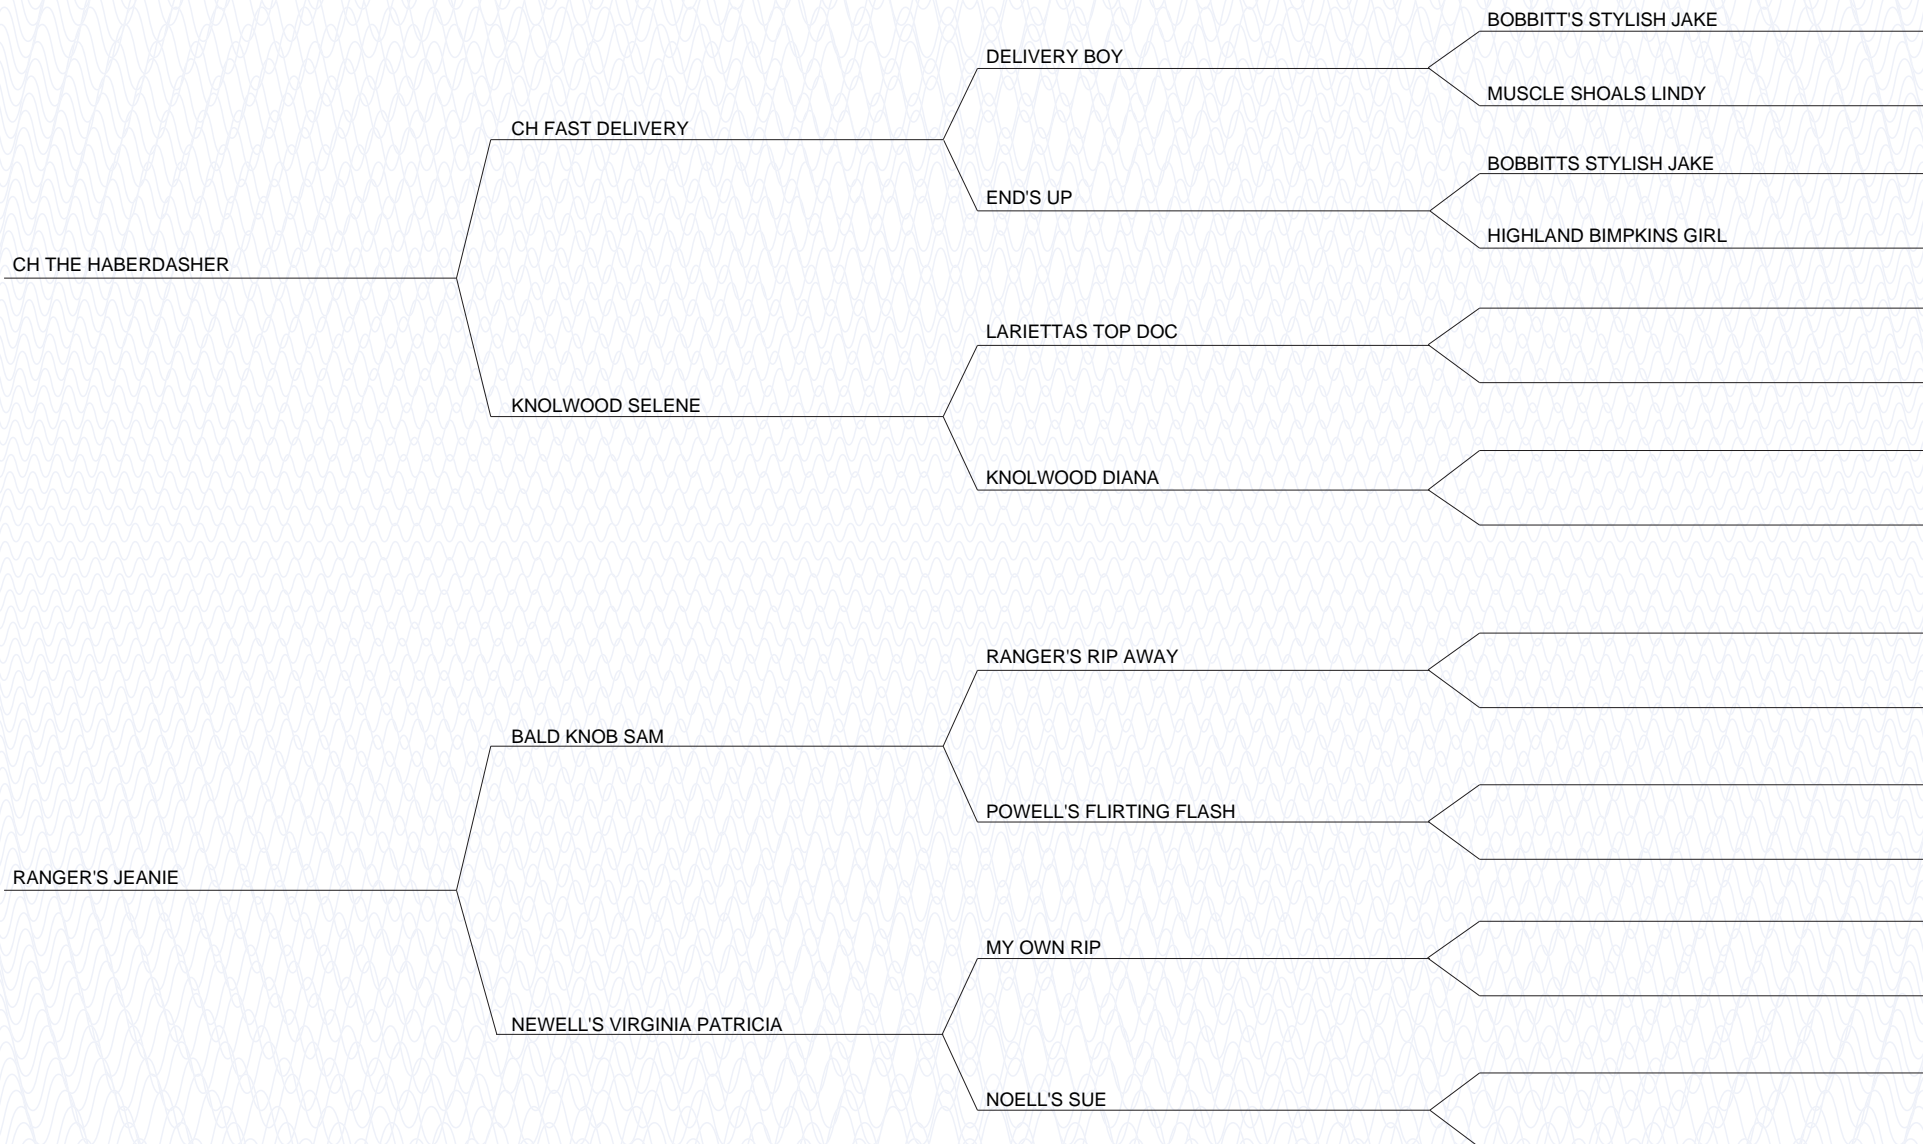 BOBBITT'S STYLISH JAKE
DELIVERY BOY
MUSCLE SHOALS LINDY
CH FAST DELIVERY
BOBBITTS STYLISH JAKE
END'S UP
HIGHLAND BIMPKINS GIRL
CH THE HABERDASHER
LARIETTAS TOP DOC
KNOLWOOD SELENE
KNOLWOOD DIANA
RANGER'S RIP AWAY
BALD KNOB SAM
POWELL'S FLIRTING FLASH
RANGER'S JEANIE
MY OWN RIP
NEWELL'S VIRGINIA PATRICIA
NOELL'S SUE